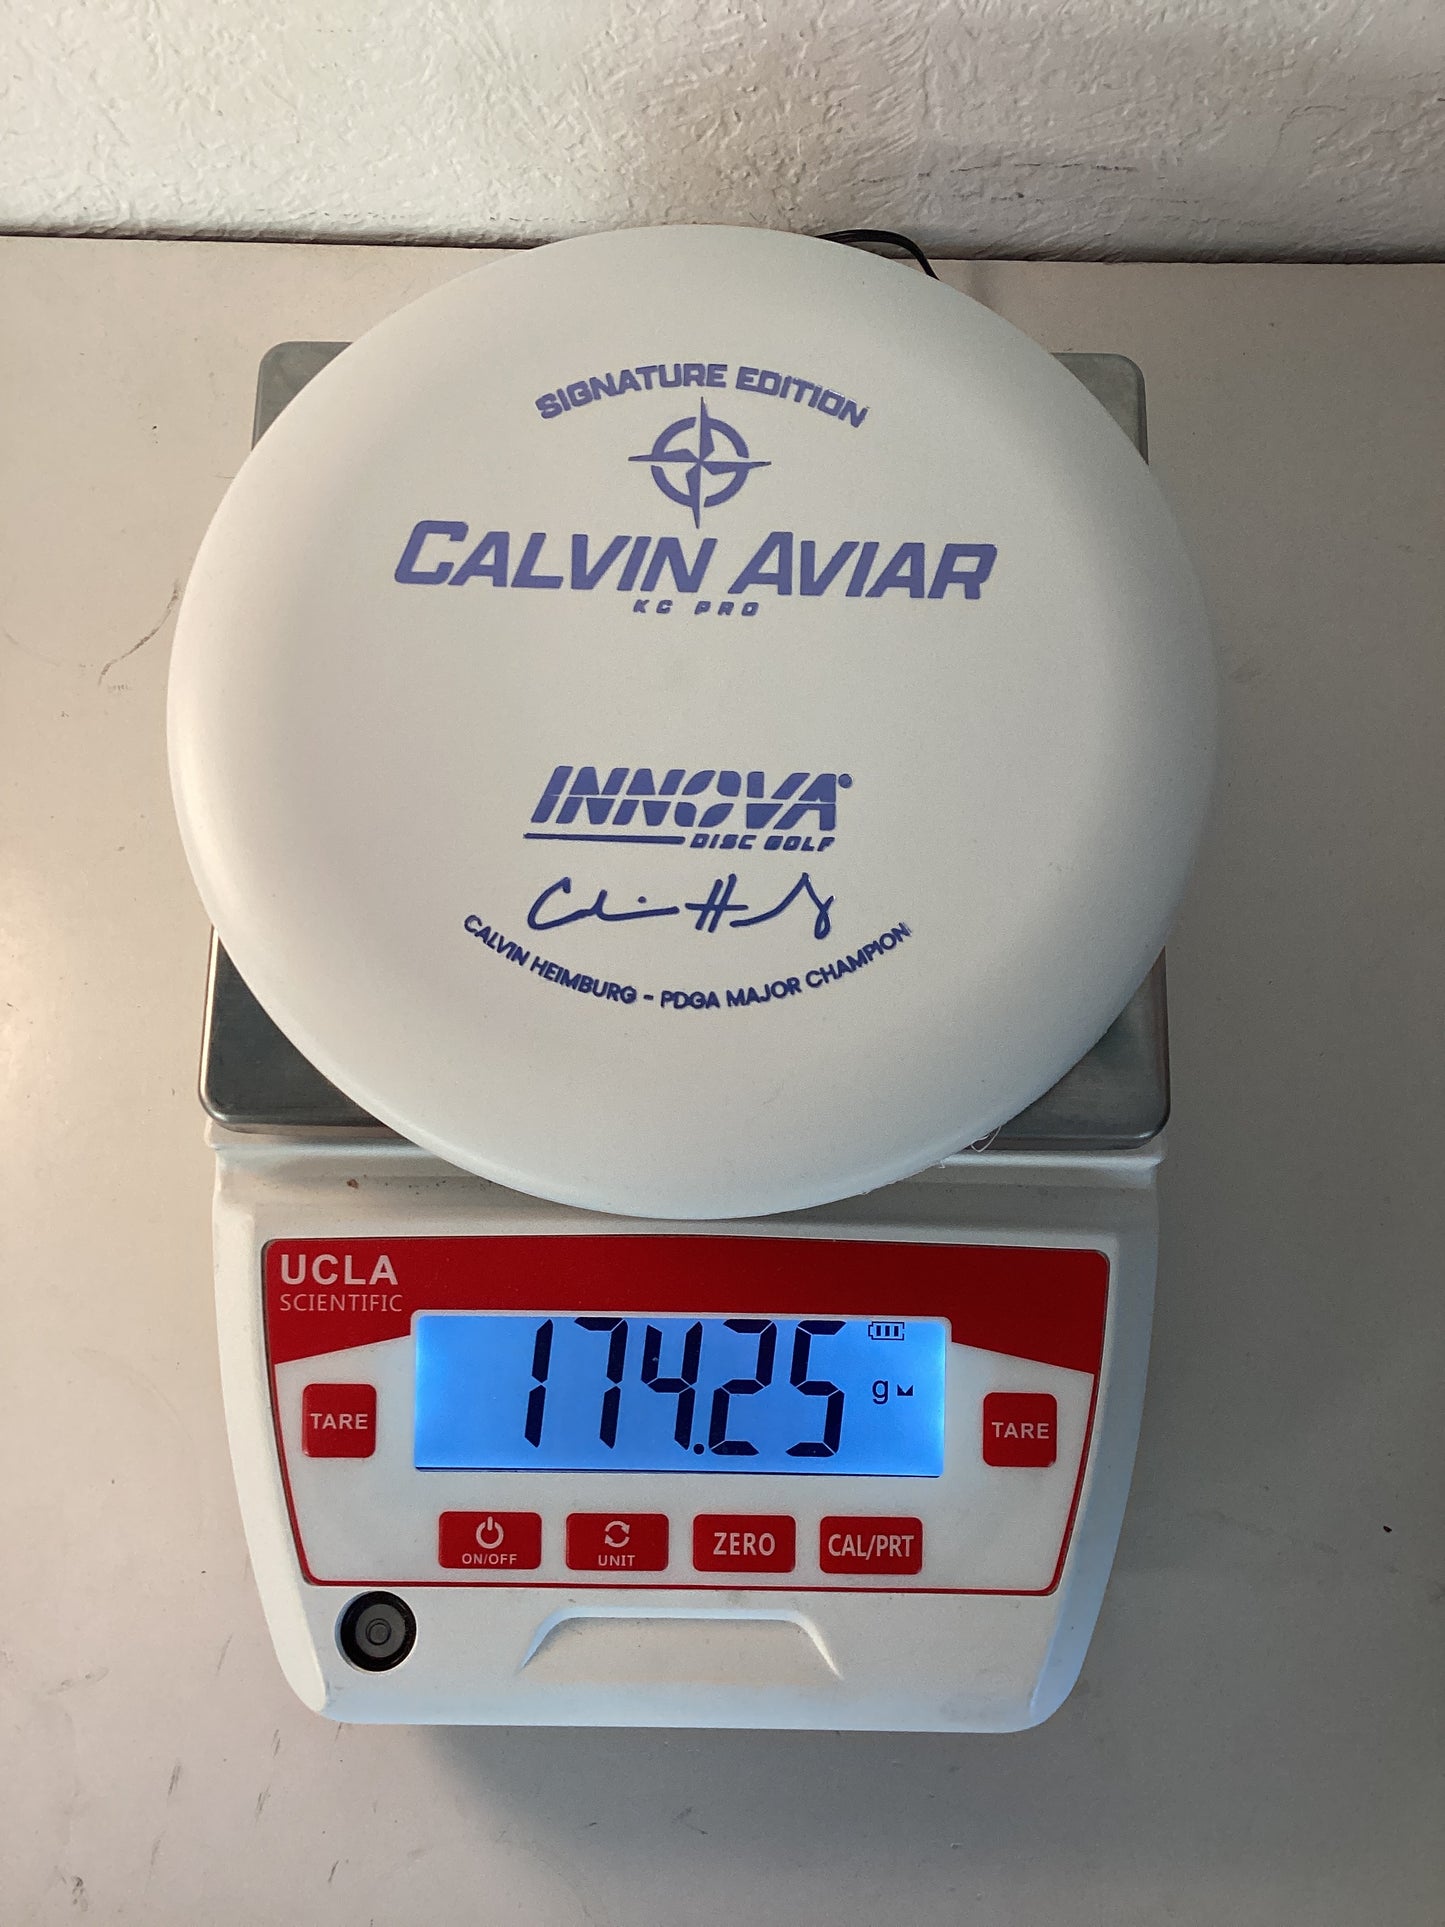 SIGNATURE EDITION
CALVIN AVIAR
KC PRO
INNOVA
DISC GOLF
CALVIN HEIMBURG - PDGA MAJOR CHAMPION
UCLA
SCIENTIFIC
174.25 g
TARE
TARE
ON/OFF
UNIT
ZERO
CAL/PRT